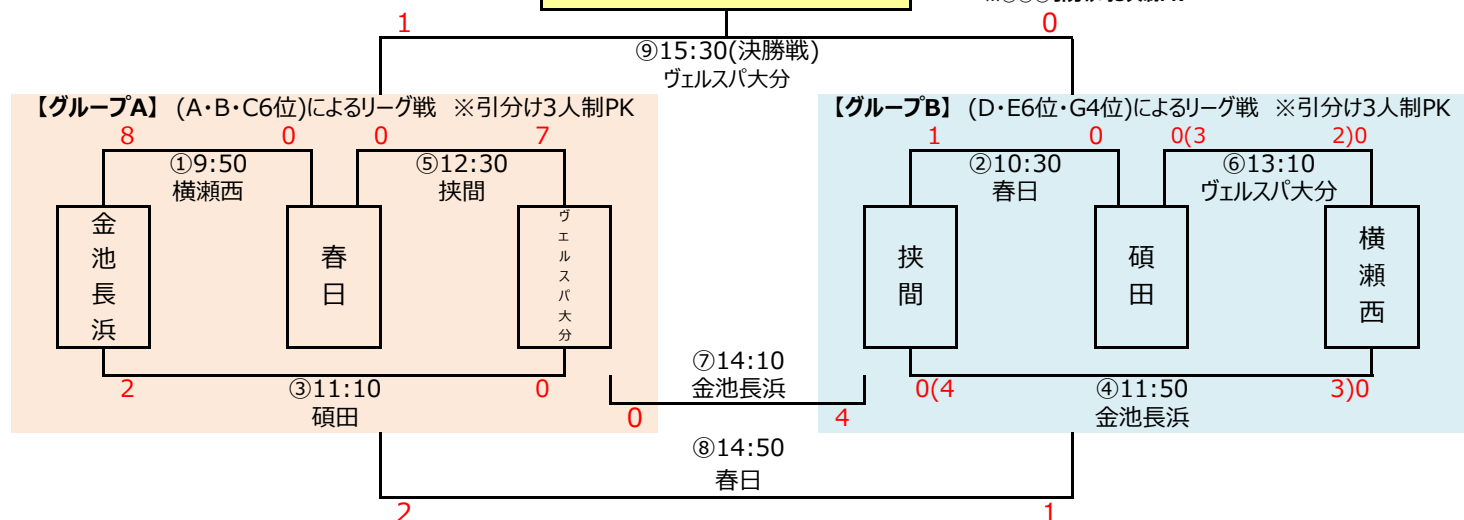 1
0
⑨15:30(決勝戦)
ヴェルスパ大分
【グループA】 (A・B・C6位)によるリーグ戦 ※引分け3人制PK
【グループB】 (D・E6位・G4位)によるリーグ戦 ※引分け3人制PK
8 0 0 7
1 0 0(3 2)0
①9:50
横瀬西
⑤12:30
挟間
②10:30
春日
⑥13:10
ヴェルスパ大分
金池長浜
春日
ヴェルスパ大分
挟間
碩田
横瀬西
2
③11:10
0
碩田
⑦14:10
金池長浜
0
4
0(4
④11:50
3)0
金池長浜
⑧14:50
春日
2
1